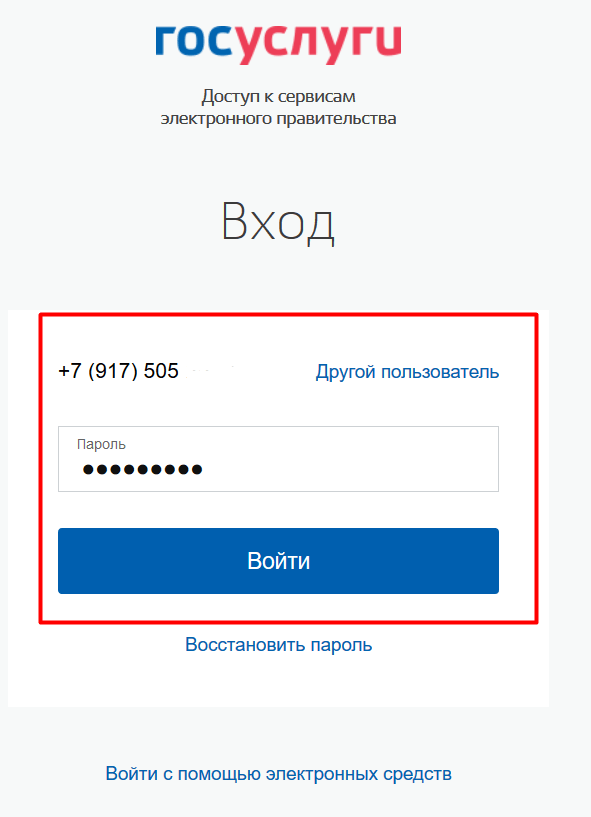 госуслуги
Доступ к сервисам
электронного правительства
Вход
+7 (917) 505
Другой пользователь
Пароль
●●●●●●●●●
Войти
Восстановить пароль
Войти с помощью электронных средств